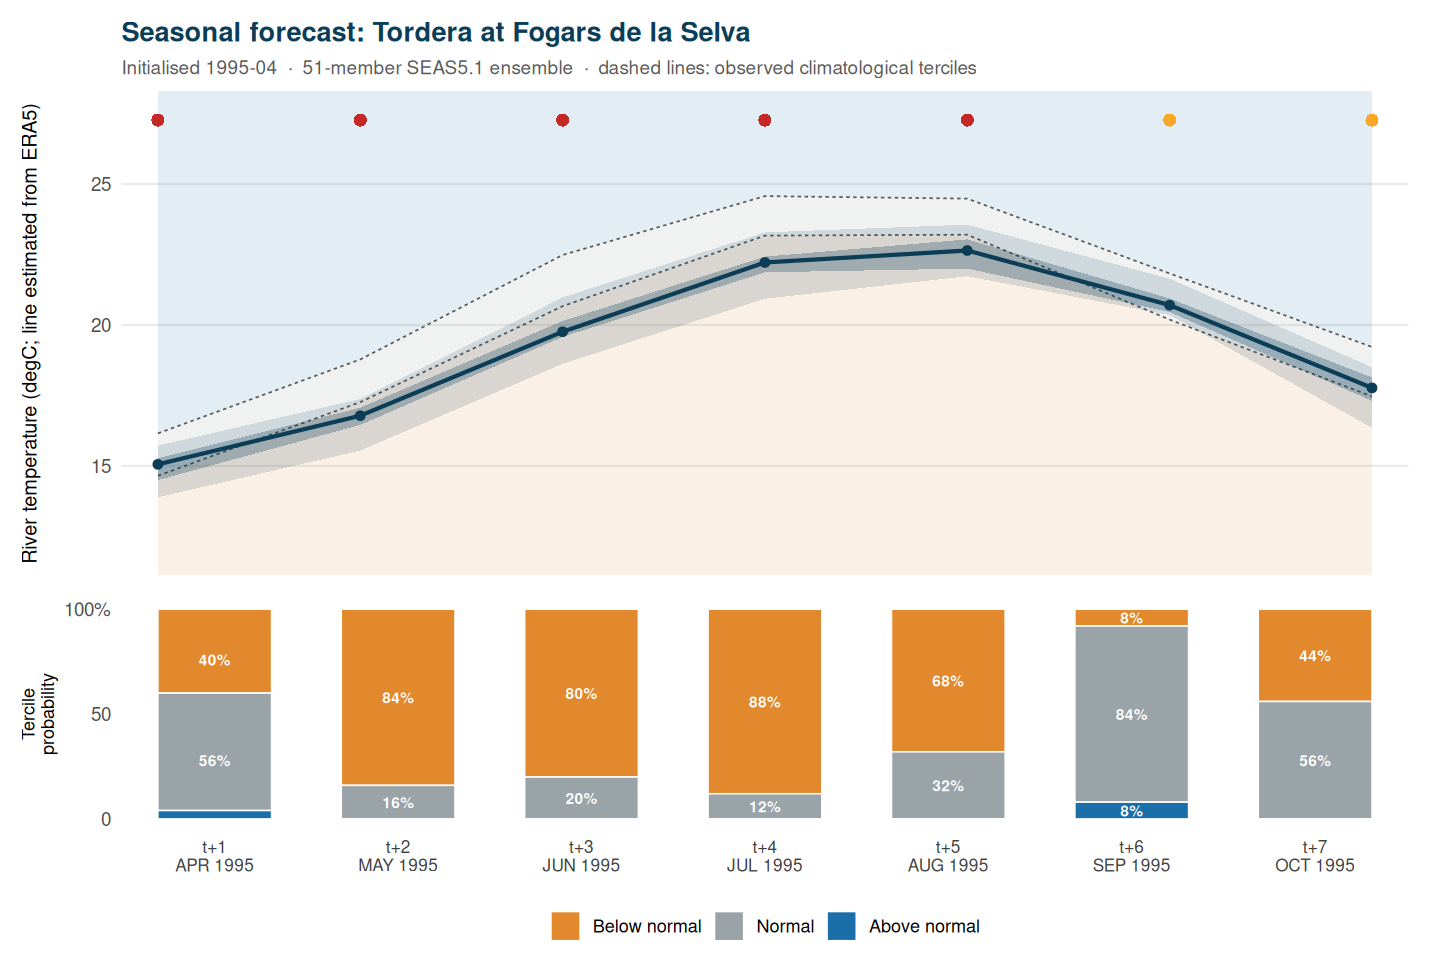 Seasonal forecast: Tordera at Fogars de la Selva
Initialised 1995-04 · 51-member SEAS5.1 ensemble · dashed lines: observed climatological terciles
River temperature (degC; line estimated from ERA5)
25
20
15
Tercile
probability
100%
50
0
40%
56%
84%
16%
80%
20%
88%
12%
68%
32%
8%
84%
8%
44%
56%
t+1
APR 1995
t+2
MAY 1995
t+3
JUN 1995
t+4
JUL 1995
t+5
AUG 1995
t+6
SEP 1995
t+7
OCT 1995
Below normal
Normal
Above normal